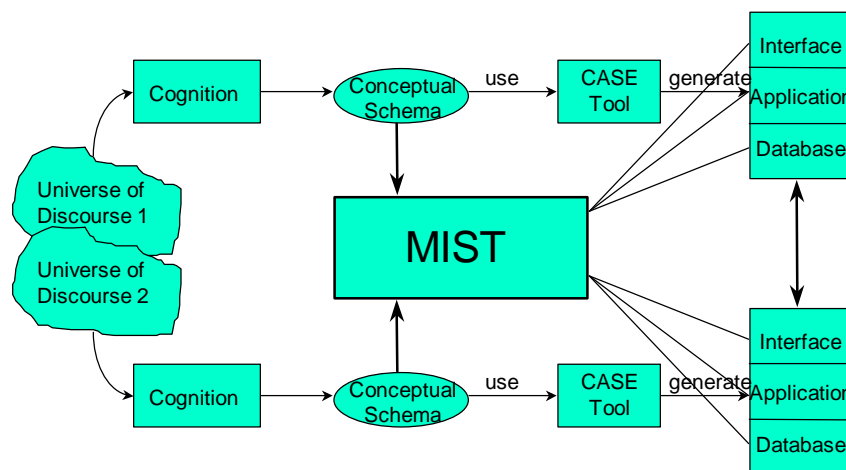 Interface
Cognition
Conceptual
Schema
use
CASE
Tool
generate
Application
Database
Universe of
Discourse 1
MIST
Universe of
Discourse 2
Interface
Cognition
Conceptual
Schema
use
CASE
Tool
generate
Application
Database